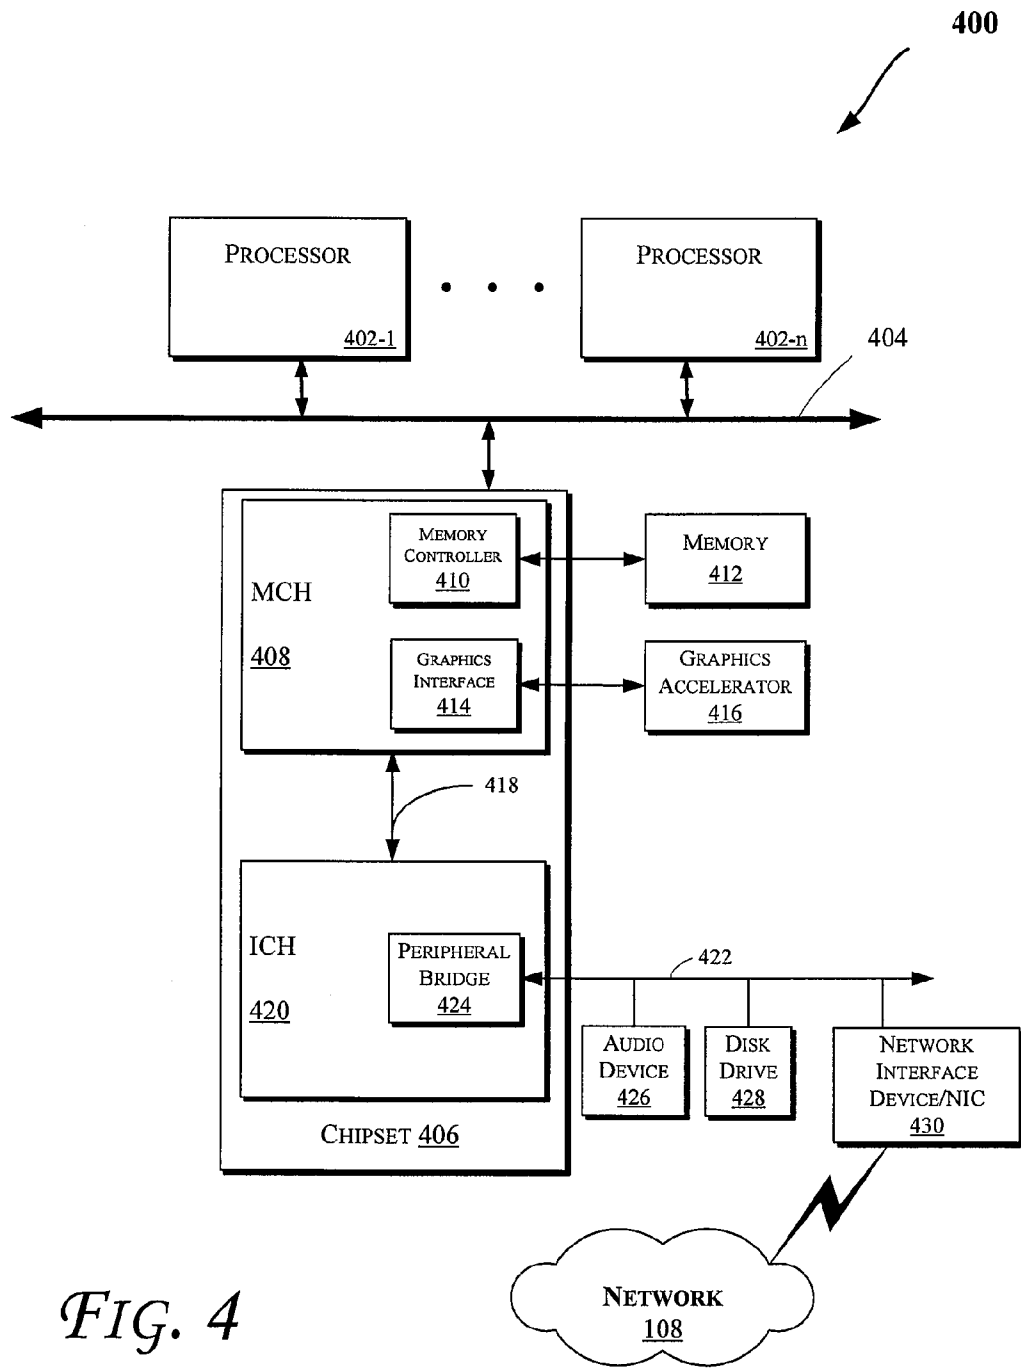 400
PROCESSOR
402-1
PROCESSOR
402-n
404
MCH
408
MEMORY
CONTROLLER
410
MEMORY
412
GRAPHICS
INTERFACE
414
GRAPHICS
ACCELERATOR
416
418
ICH
420
PERIPHERAL
BRIDGE
424
422
AUDIO
DEVICE
426
DISK
DRIVE
428
NETWORK
INTERFACE
DEVICE/NIC
430
CHIPSET 406
NETWORK
108
FIG. 4